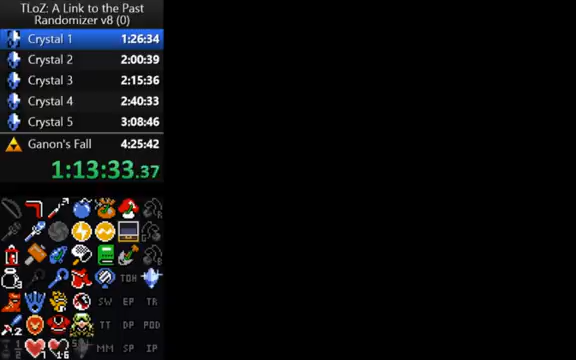 TLoZ: A Link to the Past
Randomizer v8 (0)
Crystal 1 1:26:34
Crystal 2 2:00:39
Crystal 3 2:15:36
Crystal 4 2:40:33
Crystal 5 3:08:46
Ganon's Fall 4:25:42
1:13:33.37
TOH
SW EP TR
.2 TT DP POD
MM SP IP